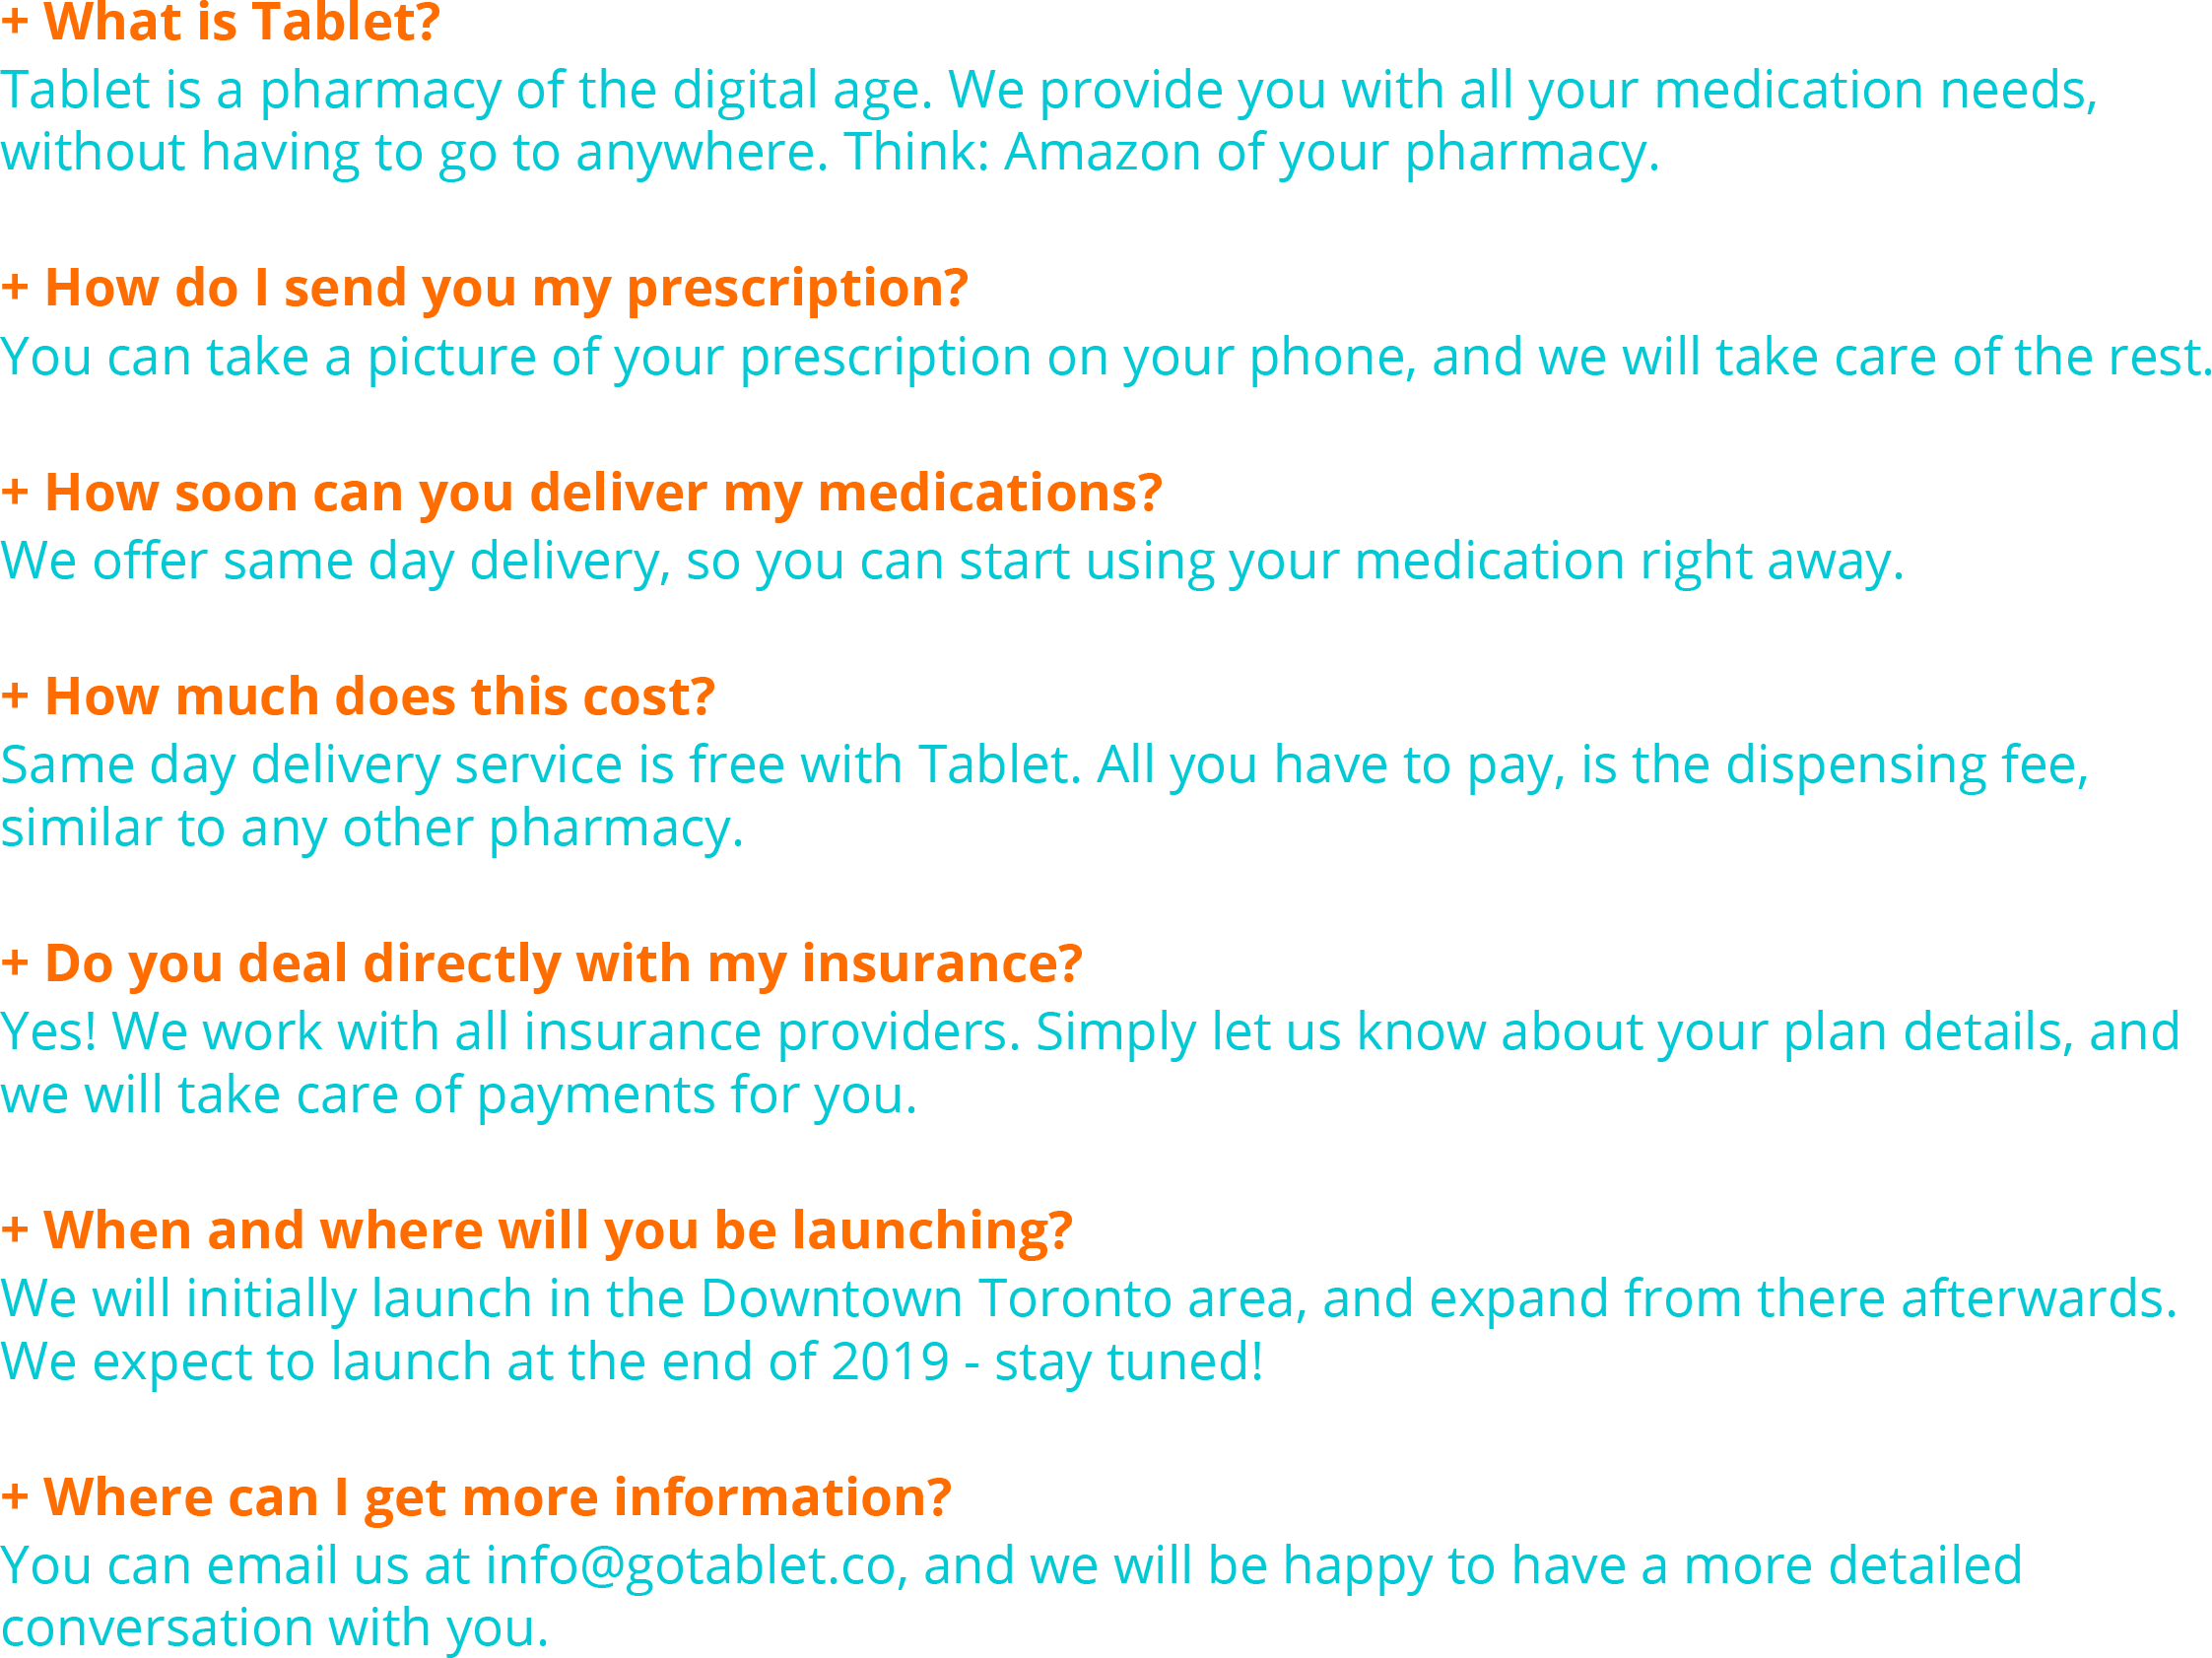 + What is Tablet?
Tablet is a pharmacy of the digital age. We provide you with all your medication needs,
without having to go to anywhere. Think: Amazon of your pharmacy.
+ How do I send you my prescription?
You can take a picture of your prescription on your phone, and we will take care of the rest.
+ How soon can you deliver my medications?
We offer same day delivery, so you can start using your medication right away.
+ How much does this cost?
Same day delivery service is free with Tablet. All you have to pay, is the dispensing fee,
similar to any other pharmacy.
+ Do you deal directly with my insurance?
Yes! We work with all insurance providers. Simply let us know about your plan details, and
we will take care of payments for you.
+ When and where will you be launching?
We will initially launch in the Downtown Toronto area, and expand from there afterwards.
We expect to launch at the end of 2019 - stay tuned!
+ Where can I get more information?
You can email us at info@gotablet.co, and we will be happy to have a more detailed
conversation with you.